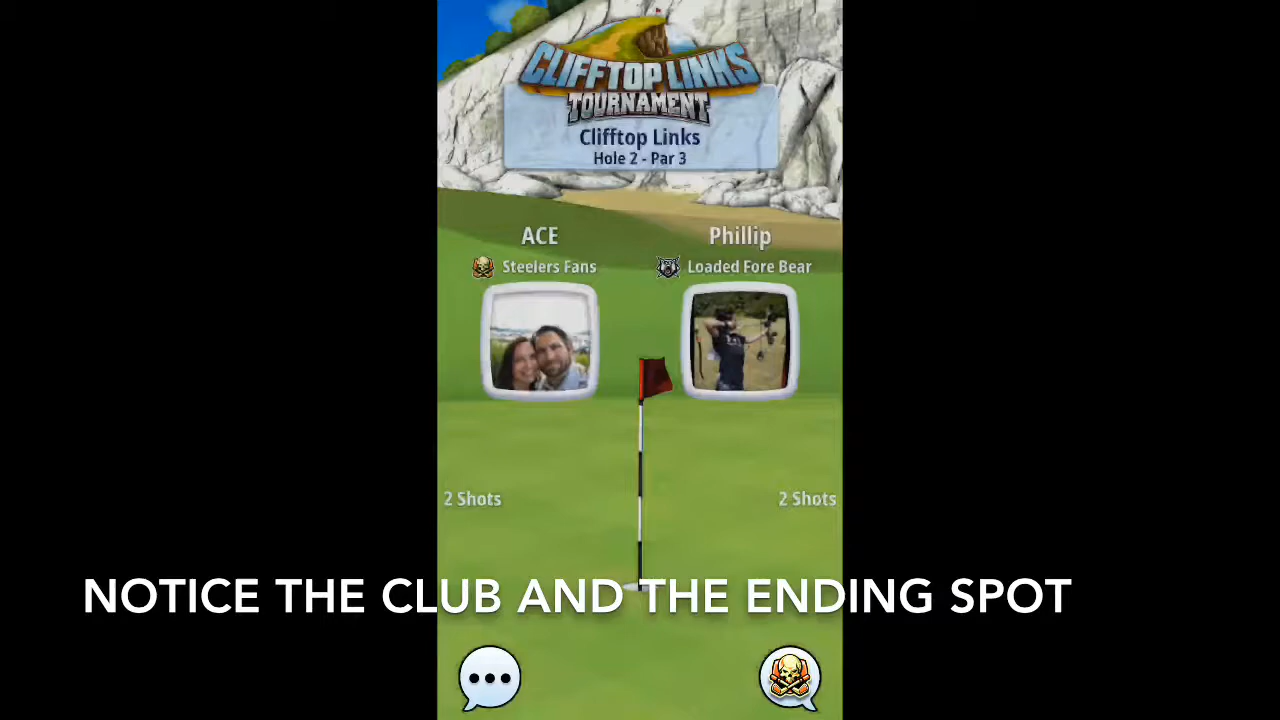 CLIFFTOP LINKS
TOURNAMENT
Clifftop Links
Hole 2 - Par 3
ACE
Phillip
Steelers Fans
Loaded Fore Bear
2 Shots
2 Shots
NOTICE THE CLUB AND THE ENDING SPOT